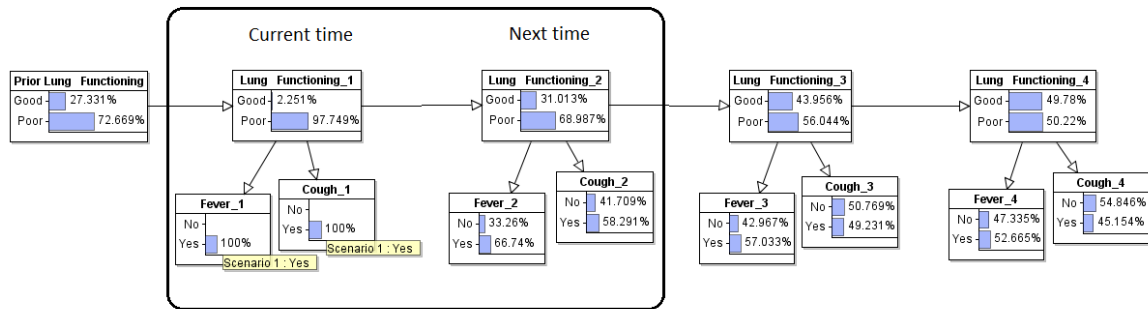 Current time
Next time
Prior Lung Functioning
Good 27.331%
Poor 72.669%
Lung Functioning_1
Good 2.251%
Poor 97.749%
Lung Functioning_2
Good 31.013%
Poor 68.987%
Lung Functioning_3
Good 43.956%
Poor 56.044%
Lung Functioning_4
Good 49.78%
Poor 50.22%
Fever_1
No
Yes 100%
Scenario 1 : Yes
Cough_1
No
Yes 100%
Scenario 1 : Yes
Fever_2
No 33.26%
Yes 66.74%
Cough_2
No 41.709%
Yes 58.291%
Fever_3
No 42.967%
Yes 57.033%
Cough_3
No 50.769%
Yes 49.231%
Fever_4
No 47.335%
Yes 52.665%
Cough_4
No 54.846%
Yes 45.154%